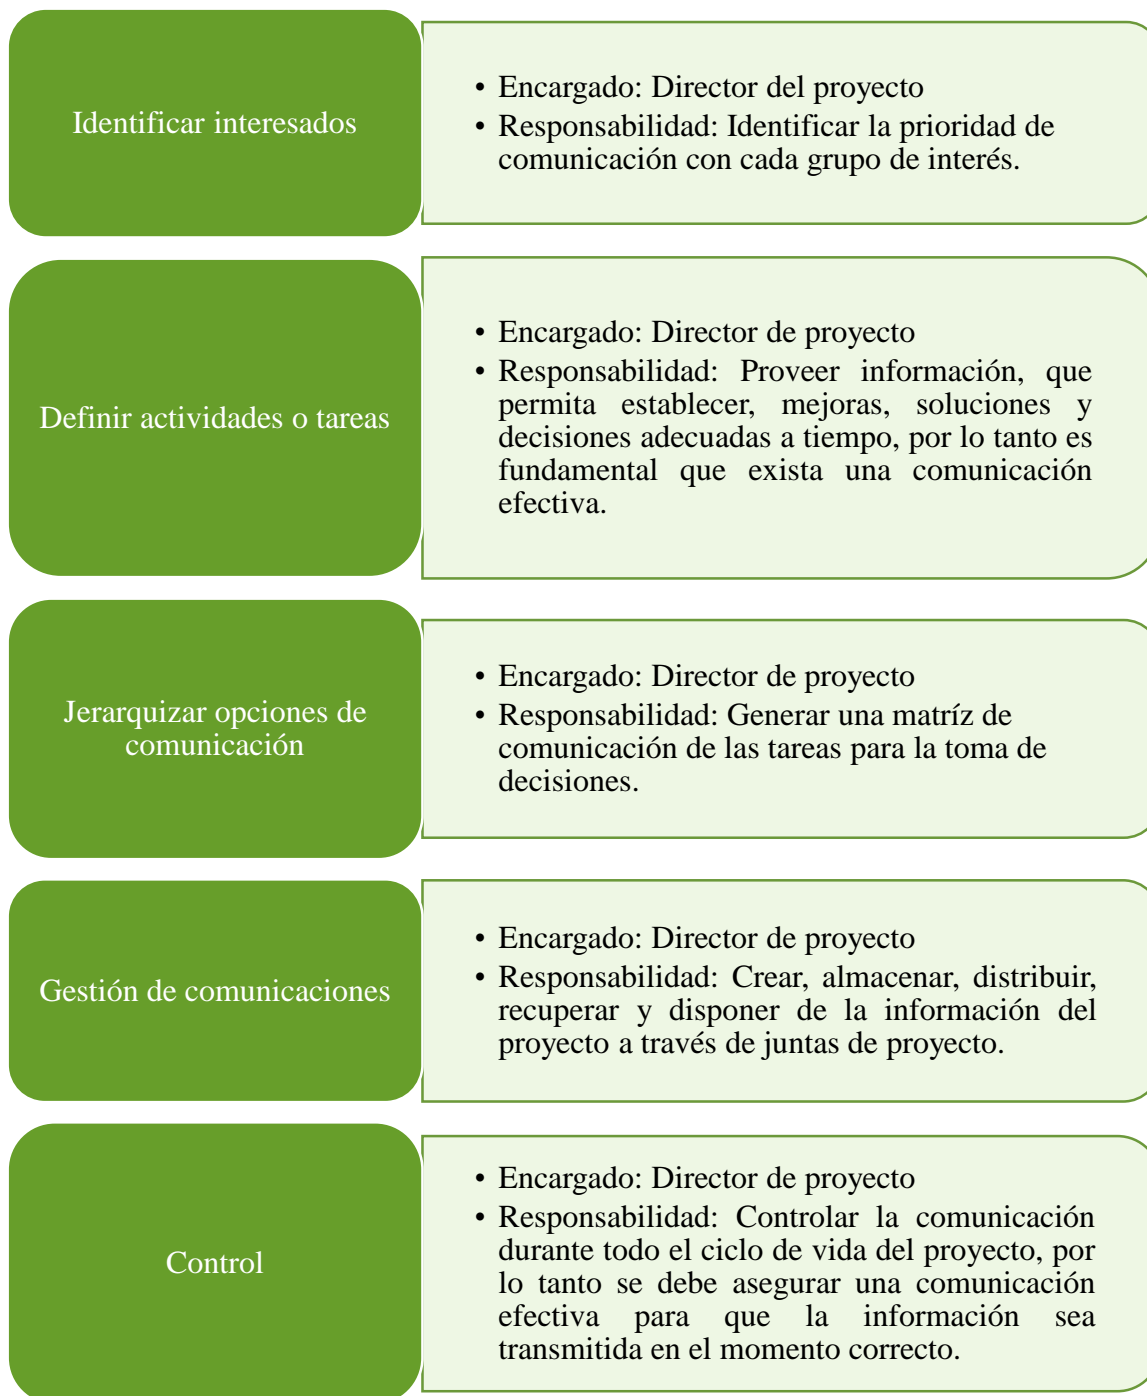 Identificar interesados
• Encargado: Director del proyecto
• Responsabilidad: Identificar la prioridad de
comunicación con cada grupo de interés.
Definir actividades o tareas
• Encargado: Director de proyecto
• Responsabilidad: Proveer información, que
permita establecer, mejoras, soluciones y
decisiones adecuadas a tiempo, por lo tanto es
fundamental que exista una comunicación
efectiva.
Jerarquizar opciones de
comunicación
• Encargado: Director de proyecto
• Responsabilidad: Generar una matríz de
comunicación de las tareas para la toma de
decisiones.
Gestión de comunicaciones
• Encargado: Director de proyecto
• Responsabilidad: Crear, almacenar, distribuir,
recuperar y disponer de la información del
proyecto a través de juntas de proyecto.
Control
• Encargado: Director de proyecto
• Responsabilidad: Controlar la comunicación
durante todo el ciclo de vida del proyecto, por
lo tanto se debe asegurar una comunicación
efectiva para que la información sea
transmitida en el momento correcto.